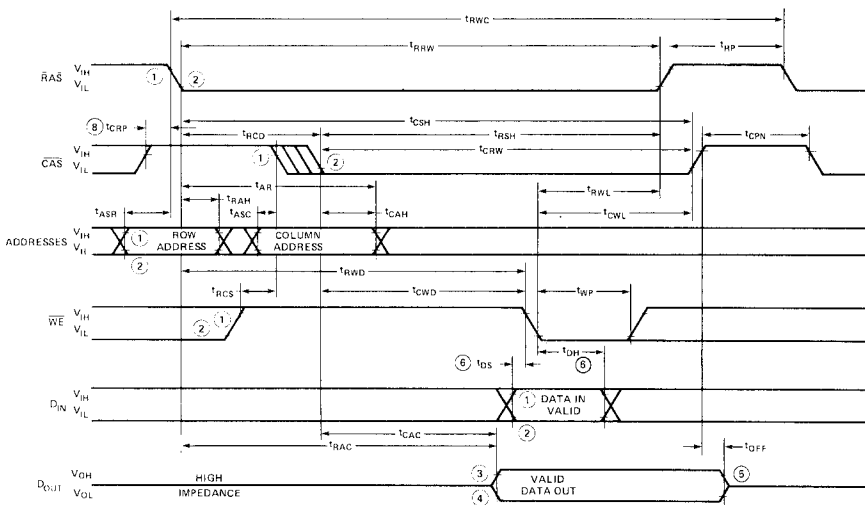 tRWC
tRRW
tRP
RAS VIH VIL ① ②
tCSH
⑧ tCRP
tRCD
tRSH
tCPN
CAS VIH VIL ① ②
tCRW
tAR
tRAH
tRWL
tASR
tASC
tCAH
tCWL
ADDRESSES VIH VIL ① ROW ADDRESS COLUMN ADDRESS
②
tRWD
tRCS
tCWD
tWP
WE VIH VIL ② ①
tDH
⑥ tDS ⑥
DIN VIH VIL ① DATA IN VALID
②
tCAC
tRAC
tOFF
DOUT VOH VOL HIGH IMPEDANCE ③ ④ VALID DATA OUT ⑤